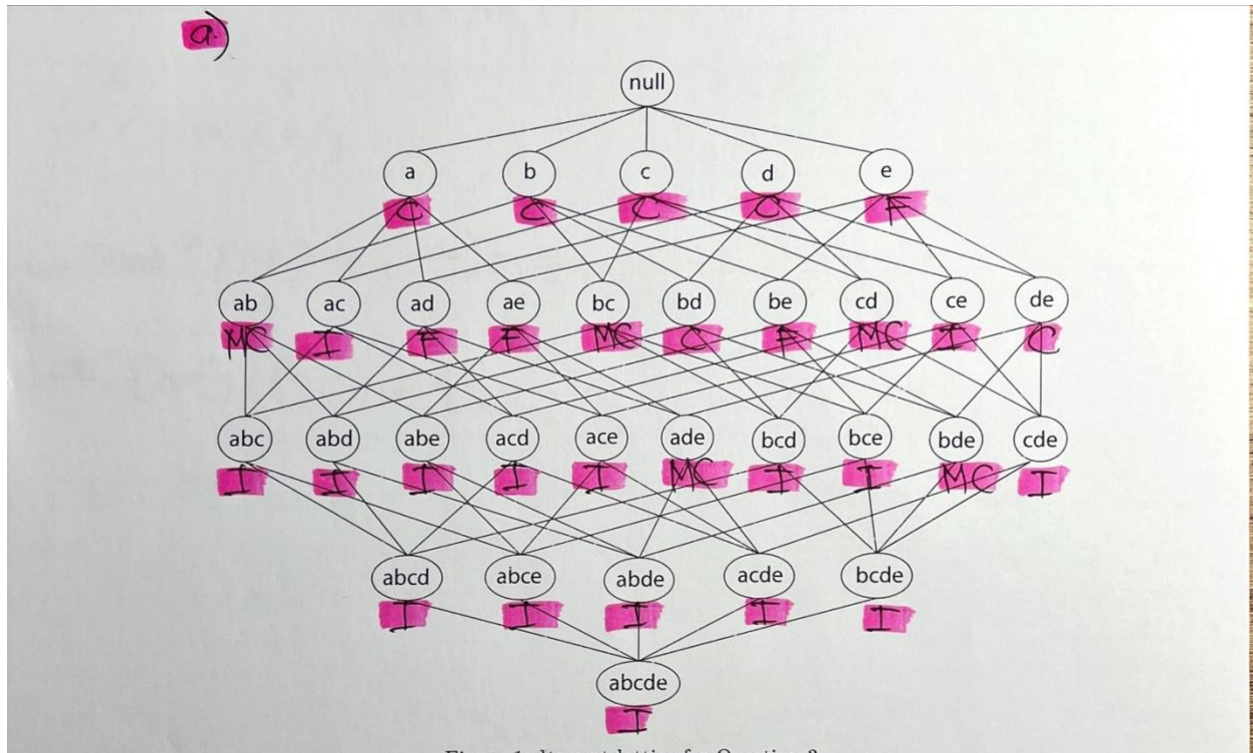 a)
null
a b c d e
C C C C F
ab ac ad ae bc bd be cd ce de
MC I F F MC C F MC I C
abc abd abe acd ace ade bcd bce bde cde
I I I I I MC I I MC I
abcd abce abde acde bcde
I I I I I
abcde
I